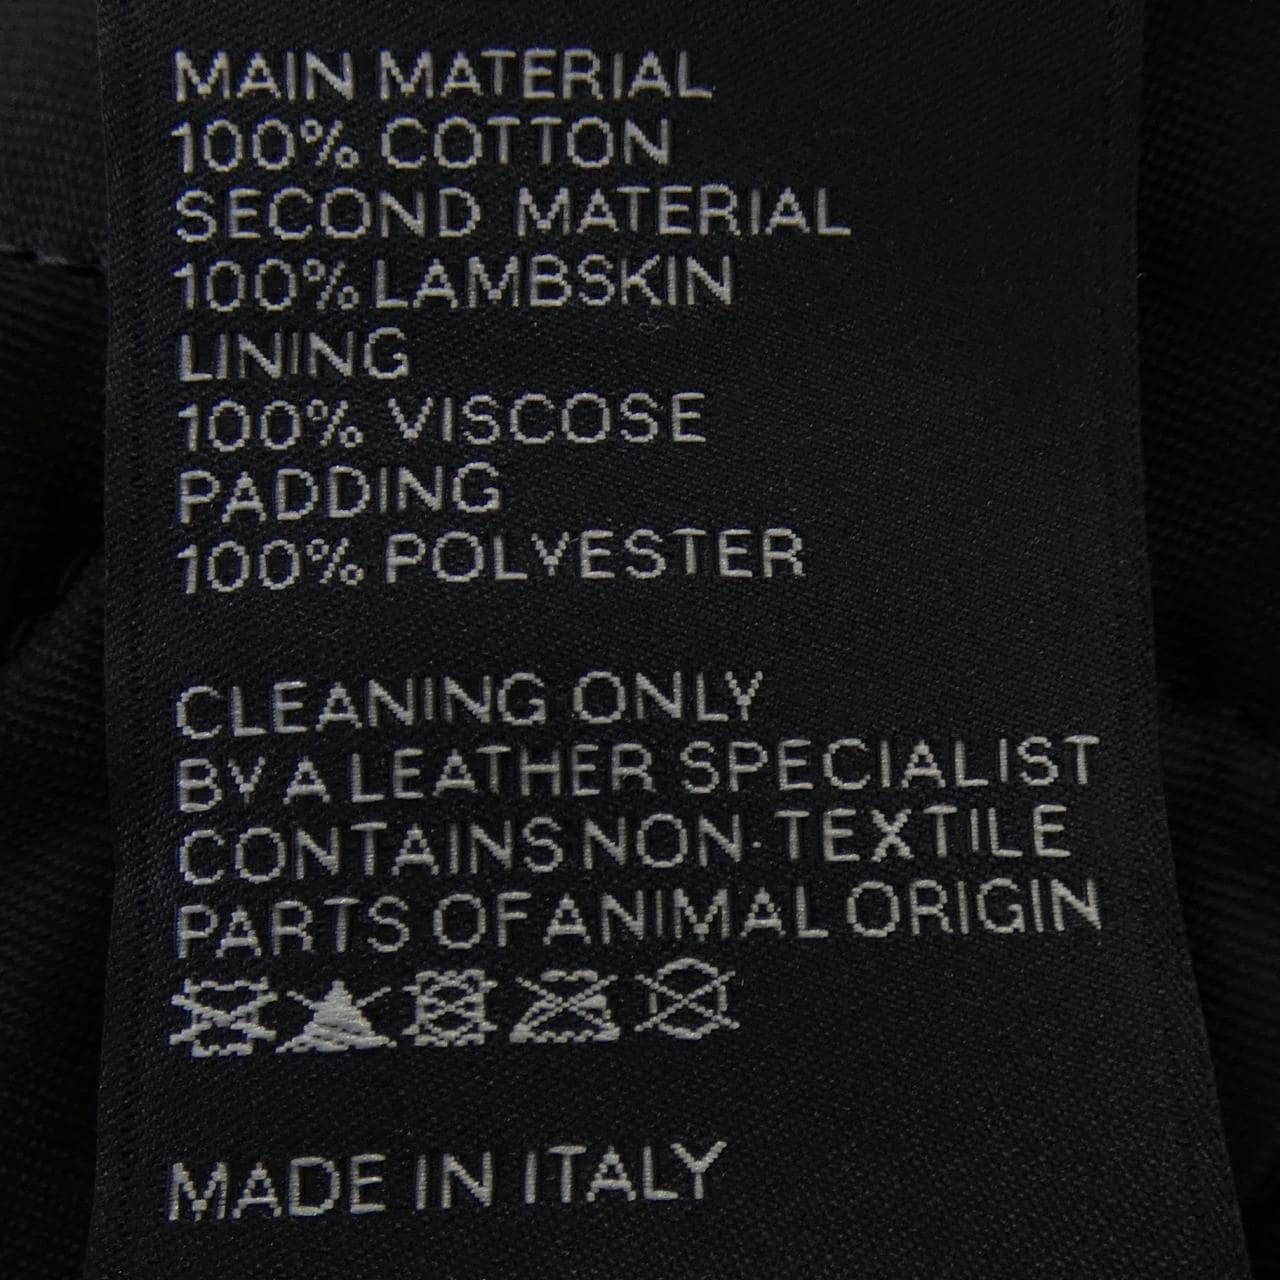 MAIN MATERIAL
100% COTTON
SECOND MATERIAL
100% LAMBSKIN
LINING
100% VISCOSE
PADDING
100% POLYESTER
CLEANING ONLY
BY A LEATHER SPECIALIST
CONTAINS NON-TEXTILE
PARTS OF ANIMAL ORIGIN
MADE IN ITALY